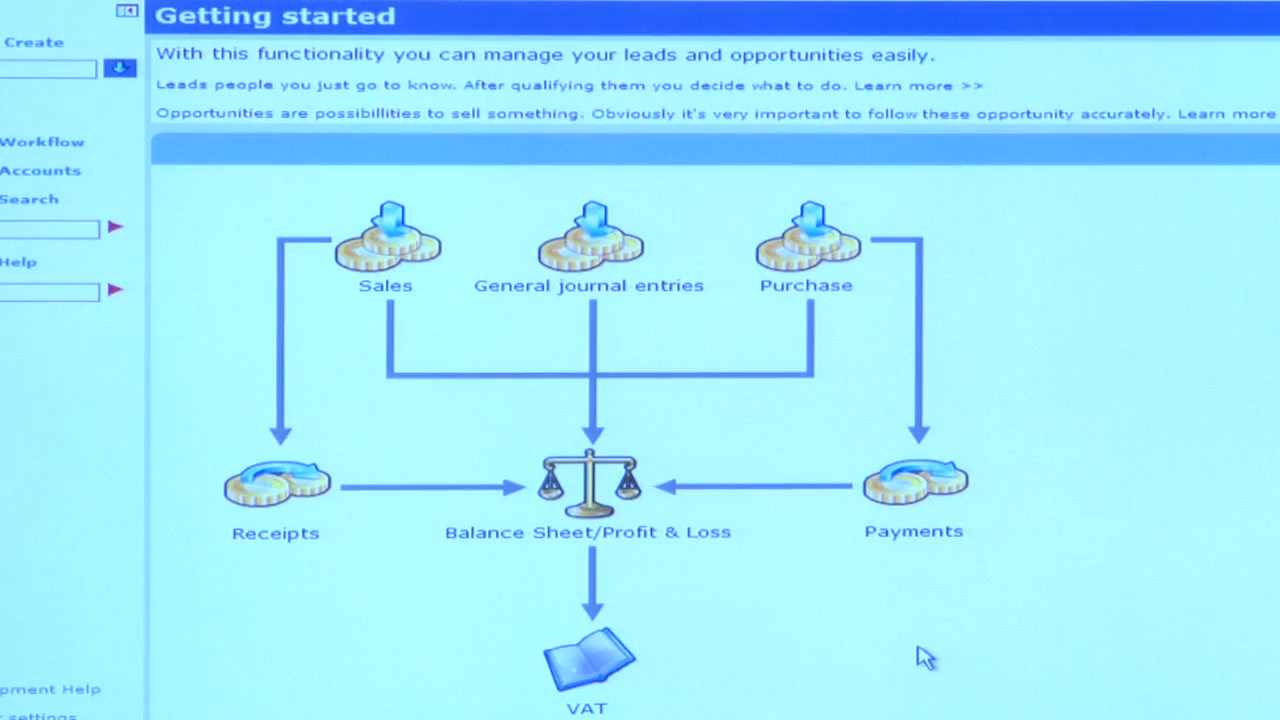 Getting started
Create
With this functionality you can manage your leads and opportunities easily.
Leads people you just go to know. After qualifying them you decide what to do. Learn more >>
Opportunities are possibillities to sell something. Obviously it's very important to follow these opportunity accurately. Learn more
Workflow
Accounts
Search
Help
Sales
General journal entries
Purchase
Receipts
Balance Sheet/Profit & Loss
Payments
VAT
pment Help
settings